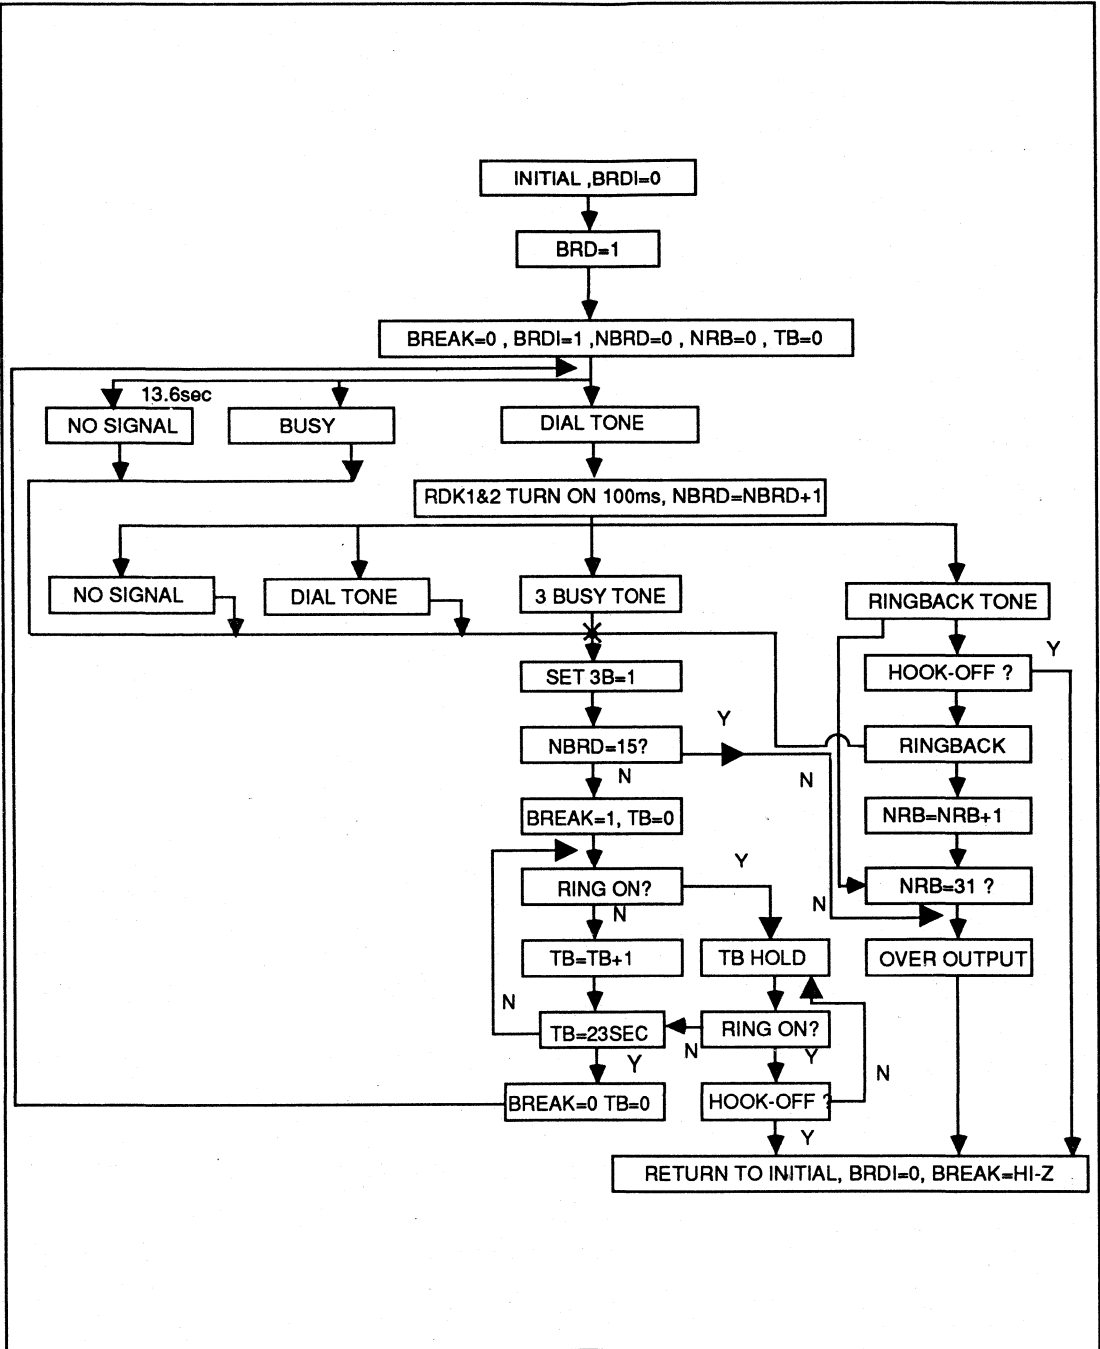 INITIAL ,BRDI=0
BRD=1
BREAK=0 , BRDI=1 ,NBRD=0 , NRB=0 , TB=0
13.6sec
NO SIGNAL
BUSY
DIAL TONE
RDK1&2 TURN ON 100ms, NBRD=NBRD+1
NO SIGNAL
DIAL TONE
3 BUSY TONE
RINGBACK TONE
Y
HOOK-OFF ?
SET 3B=1
Y
NBRD=15?
RINGBACK
N
N
BREAK=1, TB=0
NRB=NRB+1
Y
RING ON?
NRB=31 ?
N
N
TB=TB+1
TB HOLD
OVER OUTPUT
N
TB=23SEC
RING ON?
N
Y
Y
N
BREAK=0 TB=0
HOOK-OFF ?
Y
RETURN TO INITIAL, BRDI=0, BREAK=HI-Z